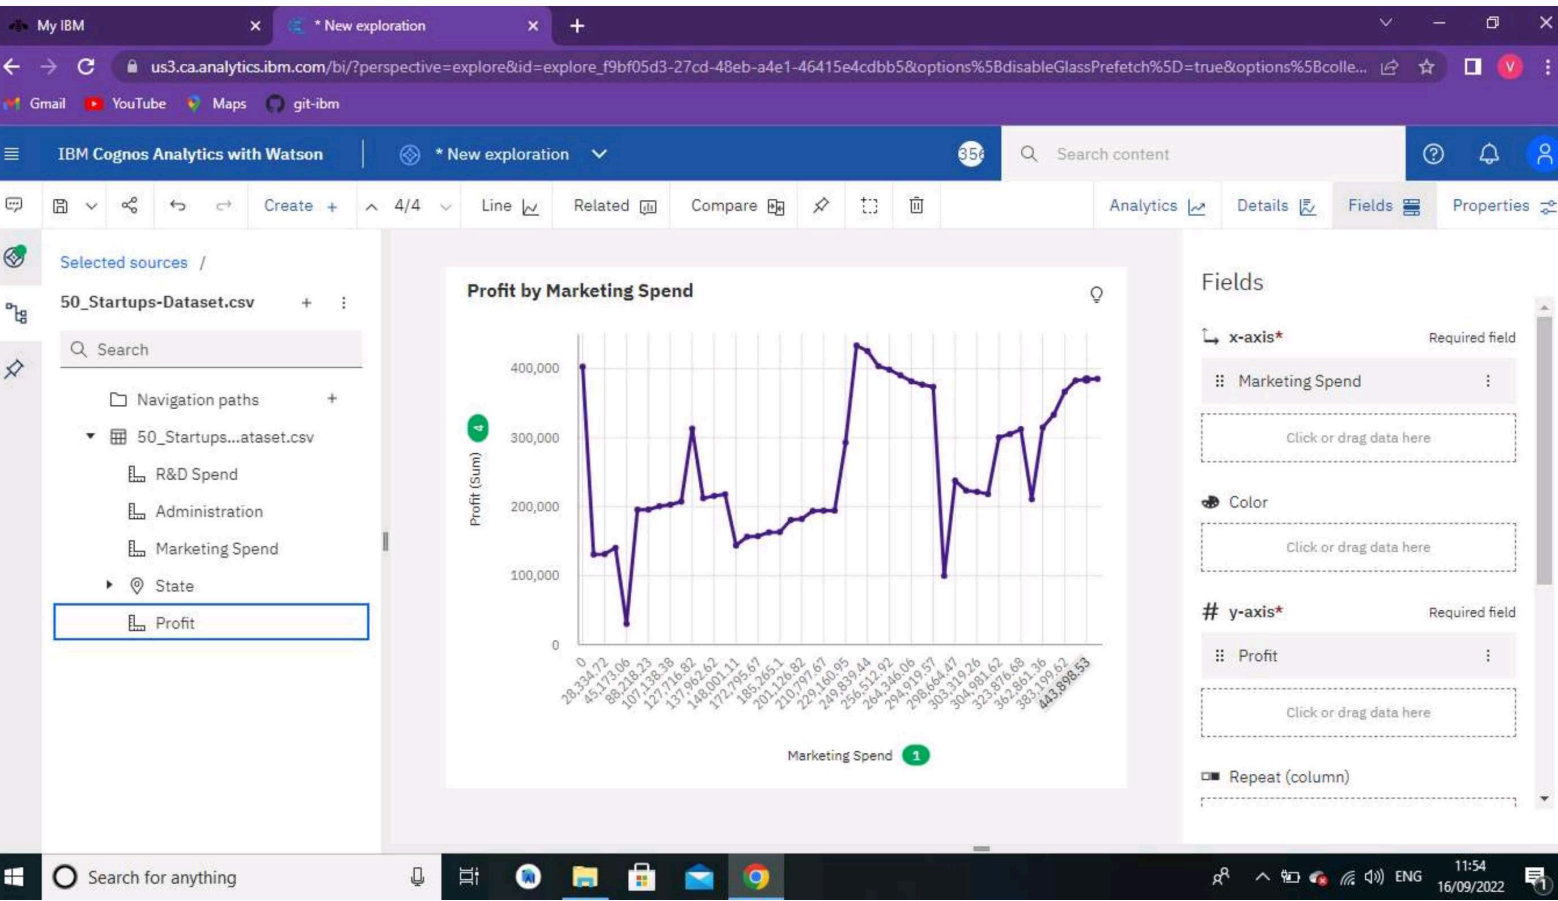 My IBM
* New exploration
us3.ca.analytics.ibm.com/bi/?perspective=explore&id=explore_f9bf05d3-27cd-48eb-a4e1-46415e4cdbb5&options%5BdisableGlassPrefetch%5D=true&options%5Bcolle...
V
Gmail YouTube Maps git-ibm
IBM Cognos Analytics with Watson
* New exploration
356
Search content
Create + 4/4 Line Related Compare
Analytics Details Fields Properties
Selected sources /
50_Startups-Dataset.csv
Search
Navigation paths
50_Startups...ataset.csv
R&D Spend
Administration
Marketing Spend
State
Profit
Profit by Marketing Spend
Profit (Sum) 4
400,000
300,000
200,000
100,000
0
0
28,334.72
45,173.06
88,218.23
107,138.38
127,716.82
137,962.62
148,001.11
172,795.67
185,265.1
201,126.82
210,797.67
229,160.95
249,839.44
256,512.92
264,346.06
294,919.57
298,664.47
303,319.26
304,981.62
323,876.68
362,861.36
383,199.62
443,898.53
Marketing Spend 1
Fields
x-axis* Required field
Marketing Spend
Click or drag data here
Color
Click or drag data here
y-axis* Required field
Profit
Click or drag data here
Repeat (column)
Search for anything
ENG
11:54
16/09/2022
1